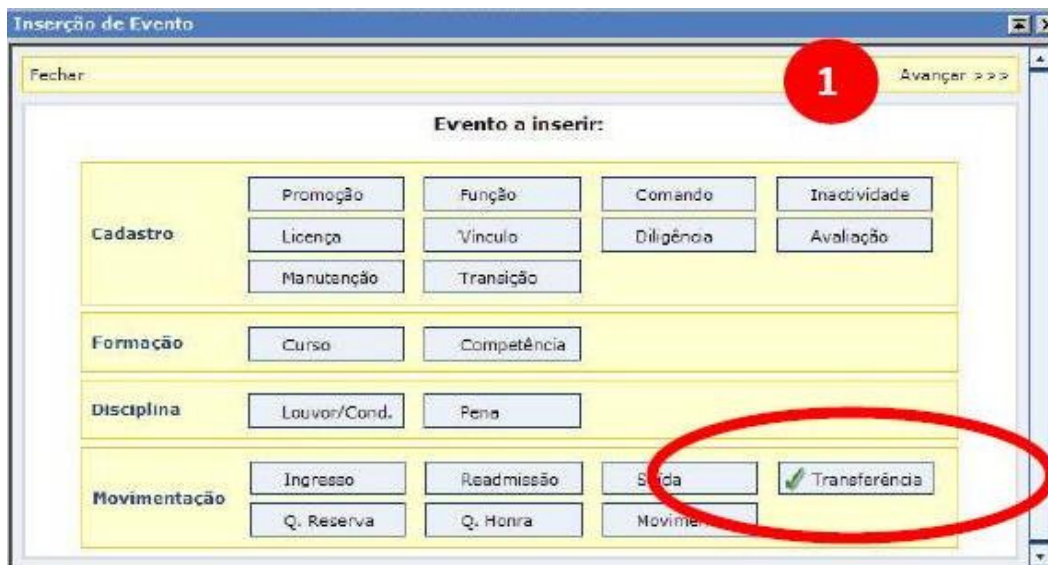 Inserção de Evento
Fechar
1
Avançar >>>
Evento a inserir:
Cadastro
Promoção
Função
Comando
Inactividade
Licença
Vinculo
Diligência
Avaliação
Manutenção
Transição
Formação
Curso
Competência
Disciplina
Louvor/Cond.
Pena
Movimentação
Ingresso
Readmissão
Transferência
Q. Reserva
Q. Honra